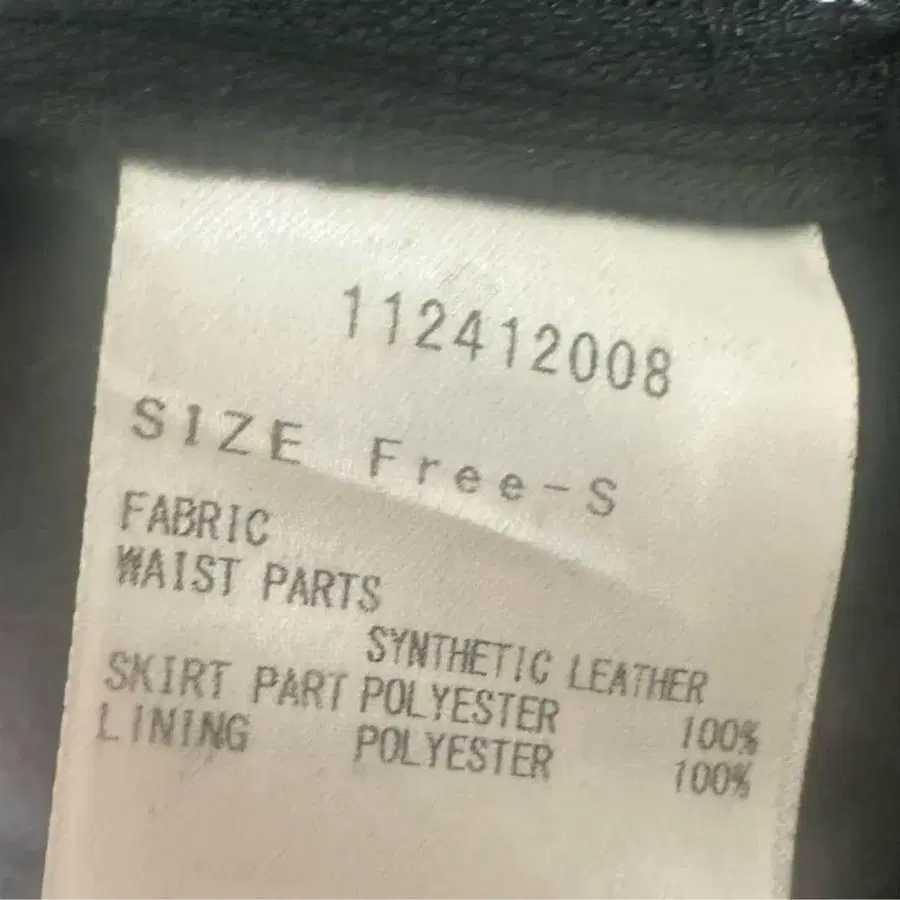 112412008
SIZE Free-S
FABRIC
WAIST PARTS
SYNTHETIC LEATHER
SKIRT PART POLYESTER 100%
LINING POLYESTER 100%